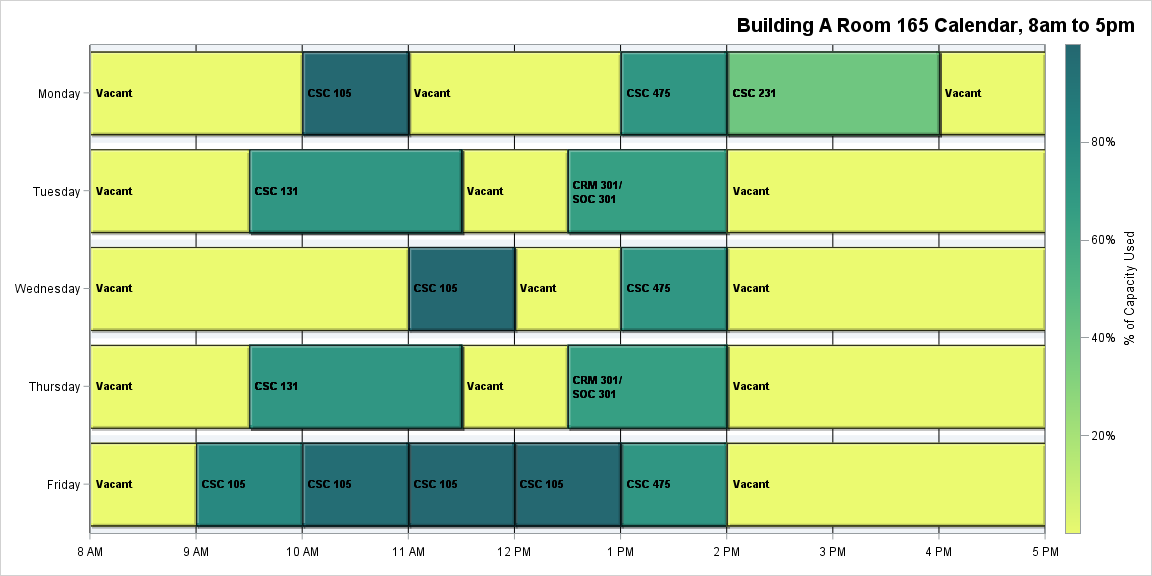 Building A Room 165 Calendar, 8am to 5pm
Monday
Vacant
CSC 105
Vacant
CSC 475
CSC 231
Vacant
Tuesday
Vacant
CSC 131
Vacant
CRM 301/
SOC 301
Vacant
Wednesday
Vacant
CSC 105
Vacant
CSC 475
Vacant
Thursday
Vacant
CSC 131
Vacant
CRM 301/
SOC 301
Vacant
Friday
Vacant
CSC 105
CSC 105
CSC 105
CSC 105
CSC 475
Vacant
8 AM
9 AM
10 AM
11 AM
12 PM
1 PM
2 PM
3 PM
4 PM
5 PM
80%
60%
40%
20%
% of Capacity Used